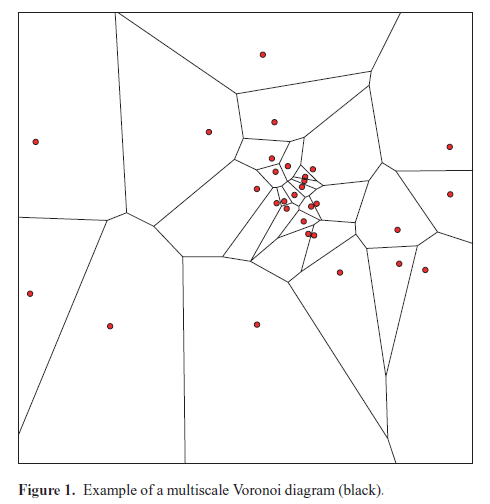 Figure 1. Example of a multiscale Voronoi diagram (black).